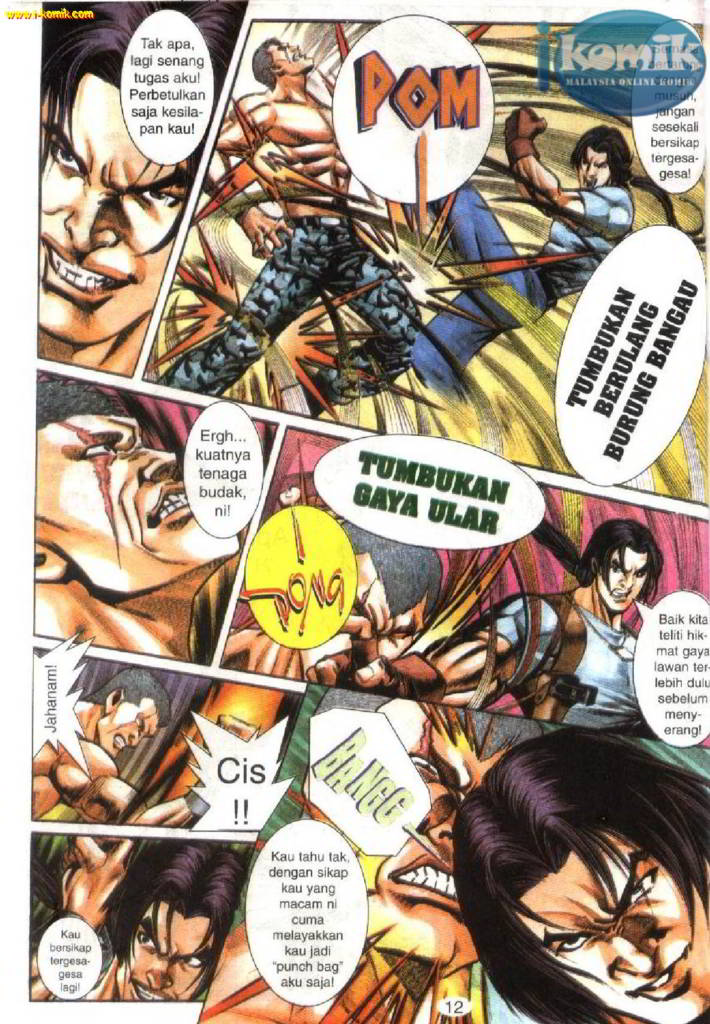 www.i-komik.com
iKomik
MALAYSIA ONLINE KOMIK
Tak apa,
lagi senang
tugas aku!
Perbetulkan
saja kesila-
pan kau!
POM
!
musuh,
jangan
sesekali
bersikap
tergesa-
gesa!
TUMBUKAN
BERULANG
BURUNG BANGAU
Ergh...
kuatnya
tenaga
budak,
ni!
TUMBUKAN
GAYA ULAR
Baik kita
teliti hik-
mat gaya
lawan ter-
lebih dulu
sebelum
meny-
erang!
Jahanam!
Cis
!!
BANGG
Kau
bersikap
tergesa-
gesa
lagi!
Kau tahu tak,
dengan sikap
kau yang
macam ni
cuma
melayakkan
kau jadi
"punch bag"
aku saja!
12